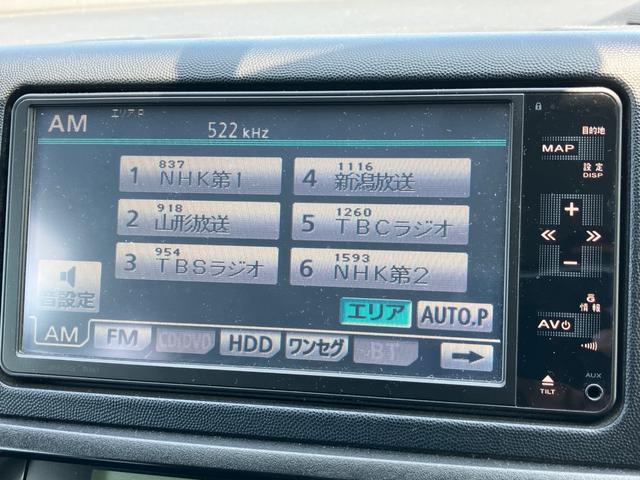 AM エリアP
522 kHz
837
1 NHK第1
1116
4 新潟放送
918
2 山形放送
1260
5 TBCラジオ
954
3 TBSラジオ
1593
6 NHK第2
音設定
エリア AUTO.P
AM FM CD/DVD HDD ワンセグ BT
目的地
MAP
設定
DISP
情報
AV
TILT
AUX